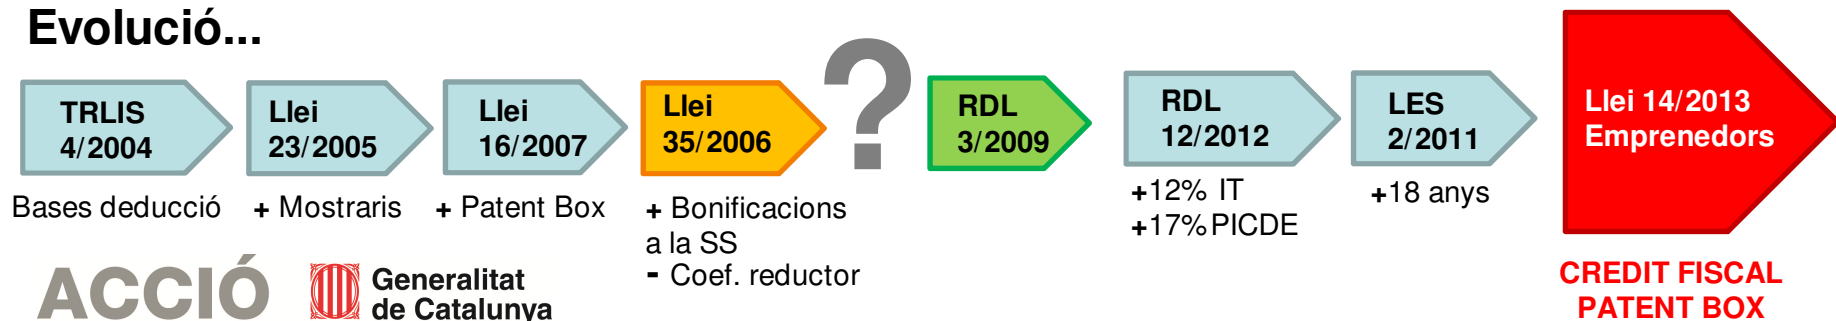 Evolució...
TRLIS
4/2004
Llei
23/2005
Llei
16/2007
Llei
35/2006
?
RDL
3/2009
RDL
12/2012
LES
2/2011
Llei 14/2013
Emprenedors
Bases deducció
+ Mostraris
+ Patent Box
+ Bonificacions
a la SS
- Coef. reductor
+12% IT
+17% PICDE
+18 anys
CREDIT FISCAL
PATENT BOX
ACCIÓ
Generalitat
de Catalunya